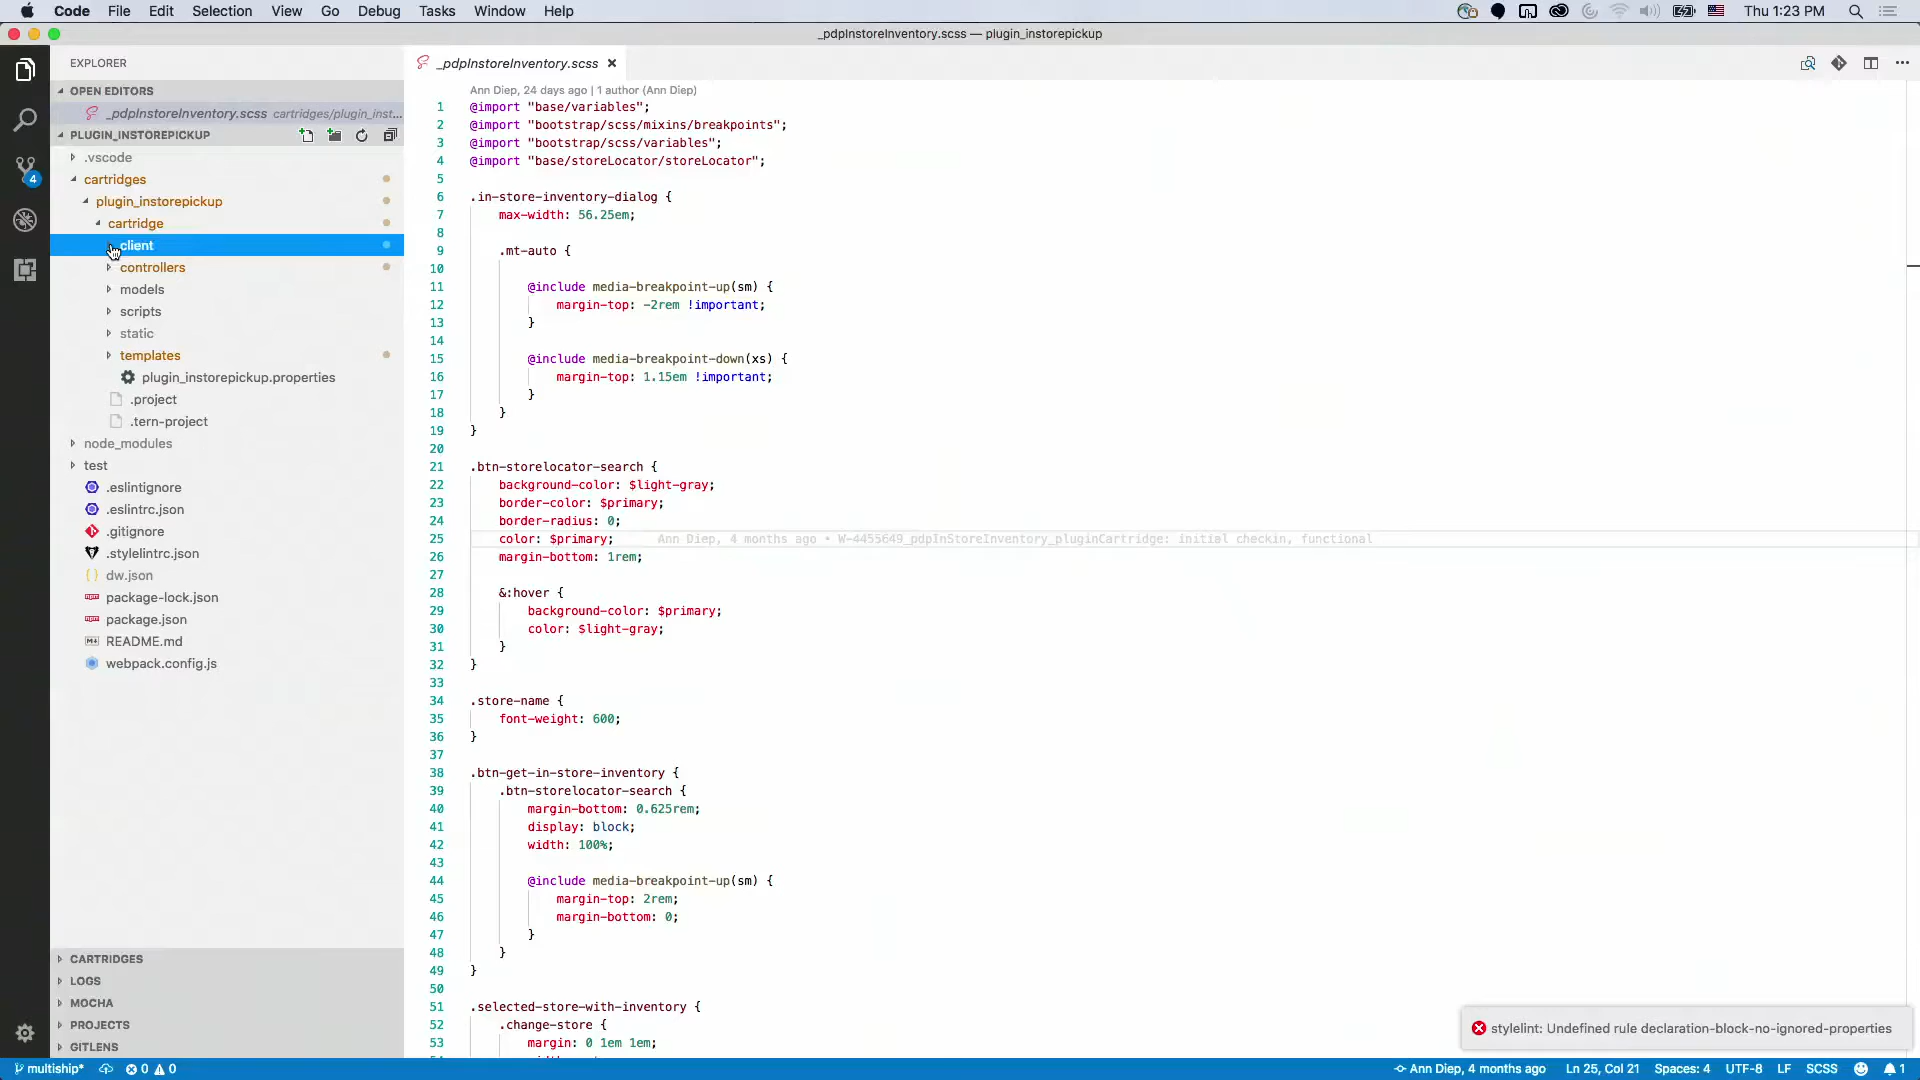 Code File Edit Selection View Go Debug Tasks Window Help Thu 1:23 PM
_pdpInstoreInventory.scss — plugin_instorepickup
EXPLORER
OPEN EDITORS
_pdpInstoreInventory.scss cartridges/plugin_inst...
PLUGIN_INSTOREPICKUP
.vscode
cartridges
plugin_instorepickup
cartridge
client
controllers
models
scripts
static
templates
plugin_instorepickup.properties
.project
.tern-project
node_modules
test
.eslintignore
.eslintrc.json
.gitignore
.stylelintrc.json
dw.json
package-lock.json
package.json
README.md
webpack.config.js
CARTRIDGES
LOGS
MOCHA
PROJECTS
GITLENS
4
_pdpInstoreInventory.scss
Ann Diep, 24 days ago | 1 author (Ann Diep)
1 @import "base/variables";
2 @import "bootstrap/scss/mixins/breakpoints";
3 @import "bootstrap/scss/variables";
4 @import "base/storeLocator/storeLocator";
5
6 .in-store-inventory-dialog {
7 max-width: 56.25em;
8
9 .mt-auto {
10
11 @include media-breakpoint-up(sm) {
12 margin-top: -2rem !important;
13 }
14
15 @include media-breakpoint-down(xs) {
16 margin-top: 1.15em !important;
17 }
18 }
19 }
20
21 .btn-storelocator-search {
22 background-color: $light-gray;
23 border-color: $primary;
24 border-radius: 0;
25 color: $primary; Ann Diep, 4 months ago • W-4455649_pdpInStoreInventory_pluginCartridge: initial checkin, functional
26 margin-bottom: 1rem;
27
28 &:hover {
29 background-color: $primary;
30 color: $light-gray;
31 }
32 }
33
34 .store-name {
35 font-weight: 600;
36 }
37
38 .btn-get-in-store-inventory {
39 .btn-storelocator-search {
40 margin-bottom: 0.625rem;
41 display: block;
42 width: 100%;
43
44 @include media-breakpoint-up(sm) {
45 margin-top: 2rem;
46 margin-bottom: 0;
47 }
48 }
49 }
50
51 .selected-store-with-inventory {
52 .change-store {
53 margin: 0 1em 1em;
stylelint: Undefined rule declaration-block-no-ignored-properties
multiship* 0 0 Ann Diep, 4 months ago Ln 25, Col 21 Spaces: 4 UTF-8 LF SCSS 1